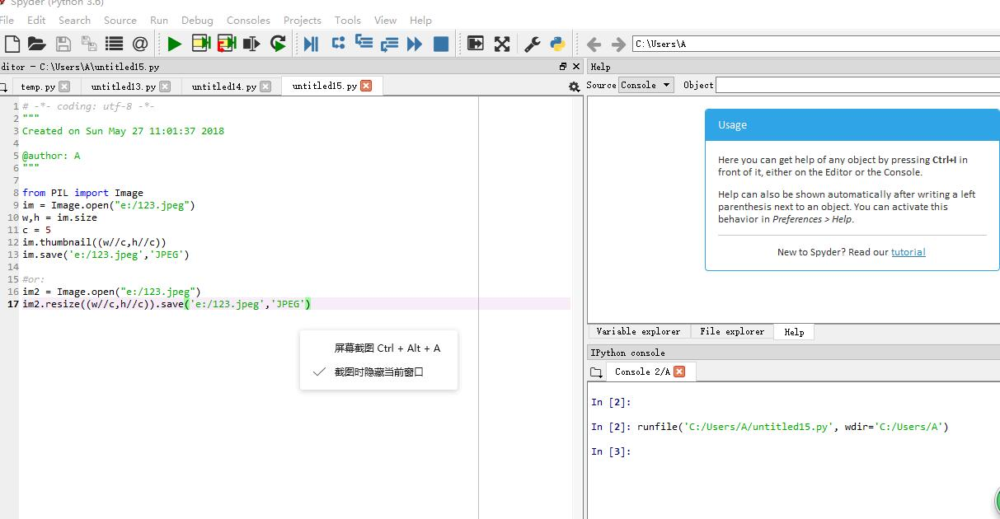 Spyder (Python 3.6)
File Edit Search Source Run Debug Consoles Projects Tools View Help
C:\Users\A
ditor - C:\Users\A\untitled15.py
temp.py untitled13.py untitled14.py untitled15.py
1 # -*- coding: utf-8 -*-
2 """
3 Created on Sun May 27 11:01:37 2018
4
5 @author: A
6 """
7
8 from PIL import Image
9 im = Image.open("e:/123.jpeg")
10 w,h = im.size
11 c = 5
12 im.thumbnail((w//c,h//c))
13 im.save('e:/123.jpeg','JPEG')
14
15 #or:
16 im2 = Image.open("e:/123.jpeg")
17 im2.resize((w//c,h//c)).save('e:/123.jpeg','JPEG')
屏幕截图 Ctrl + Alt + A
截图时隐藏当前窗口
Help
Source Console Object
Usage
Here you can get help of any object by pressing Ctrl+I in
front of it, either on the Editor or the Console.
Help can also be shown automatically after writing a left
parenthesis next to an object. You can activate this
behavior in Preferences > Help.
New to Spyder? Read our tutorial
Variable explorer File explorer Help
IPython console
Console 2/A
In [2]:
In [2]: runfile('C:/Users/A/untitled15.py', wdir='C:/Users/A')
In [3]: